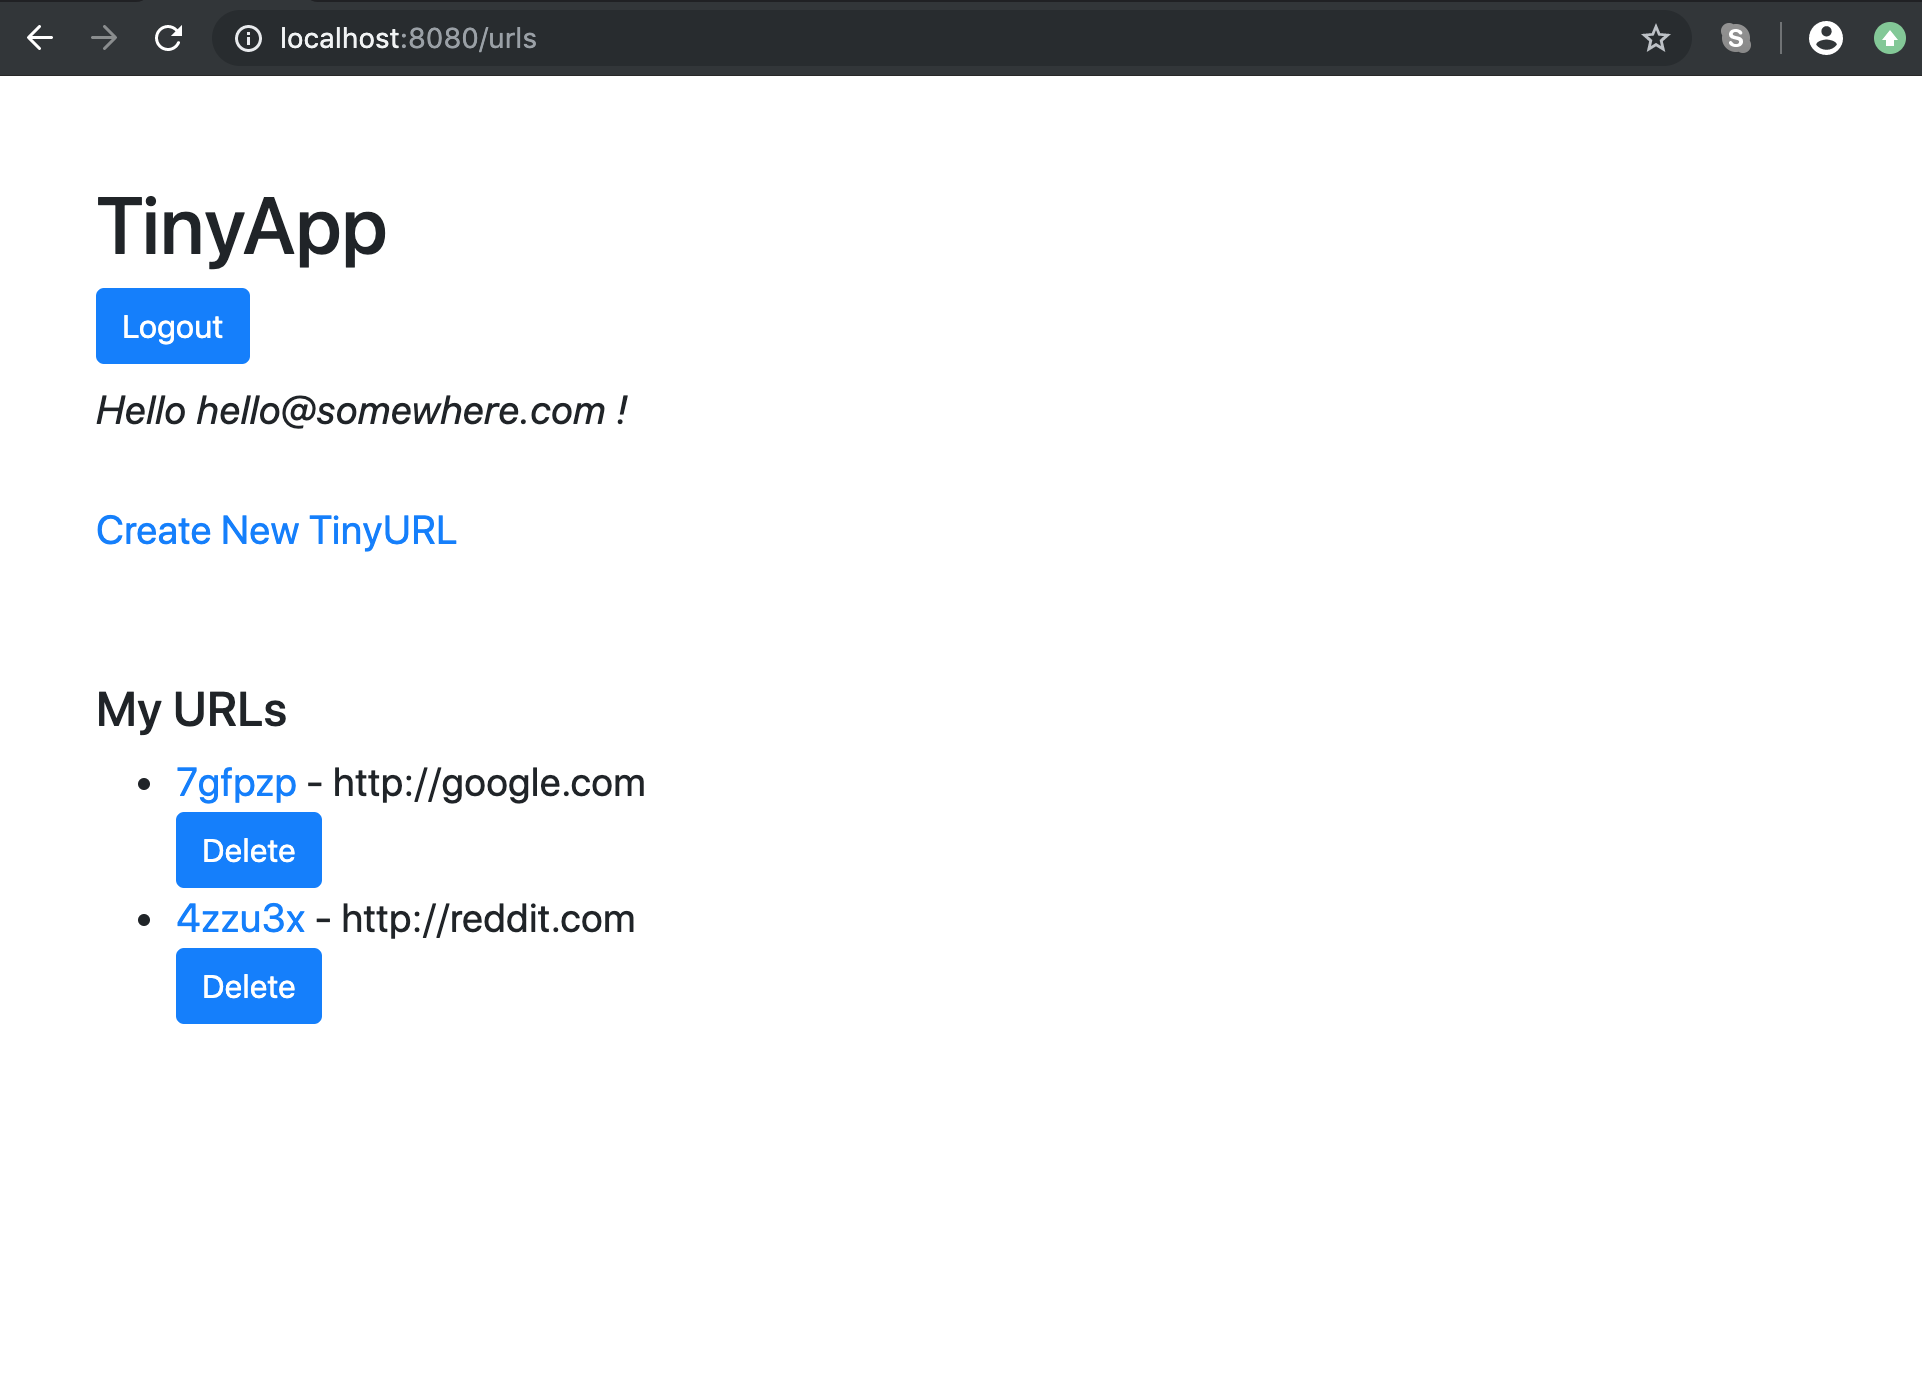 localhost:8080/urls
S
TinyApp
Logout
Hello hello@somewhere.com !
Create New TinyURL
My URLs
7gfpzp - http://google.com
Delete
4zzu3x - http://reddit.com
Delete